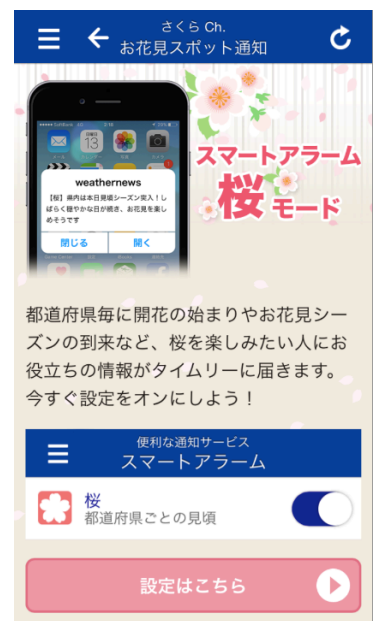 さくら Ch.
お花見スポット通知
13
weathernews
【桜】県内は本日見頃シーズン突入！し
ばらく穏やかな日が続き、お花見を楽し
めそうです
閉じる
開く
スマートアラーム
桜 モード
都道府県毎に開花の始まりやお花見シー
ズンの到来など、桜を楽しみたい人にお
役立ちの情報がタイムリーに届きます。
今すぐ設定をオンにしよう！
便利な通知サービス
スマートアラーム
桜
都道府県ごとの見頃
設定はこちら